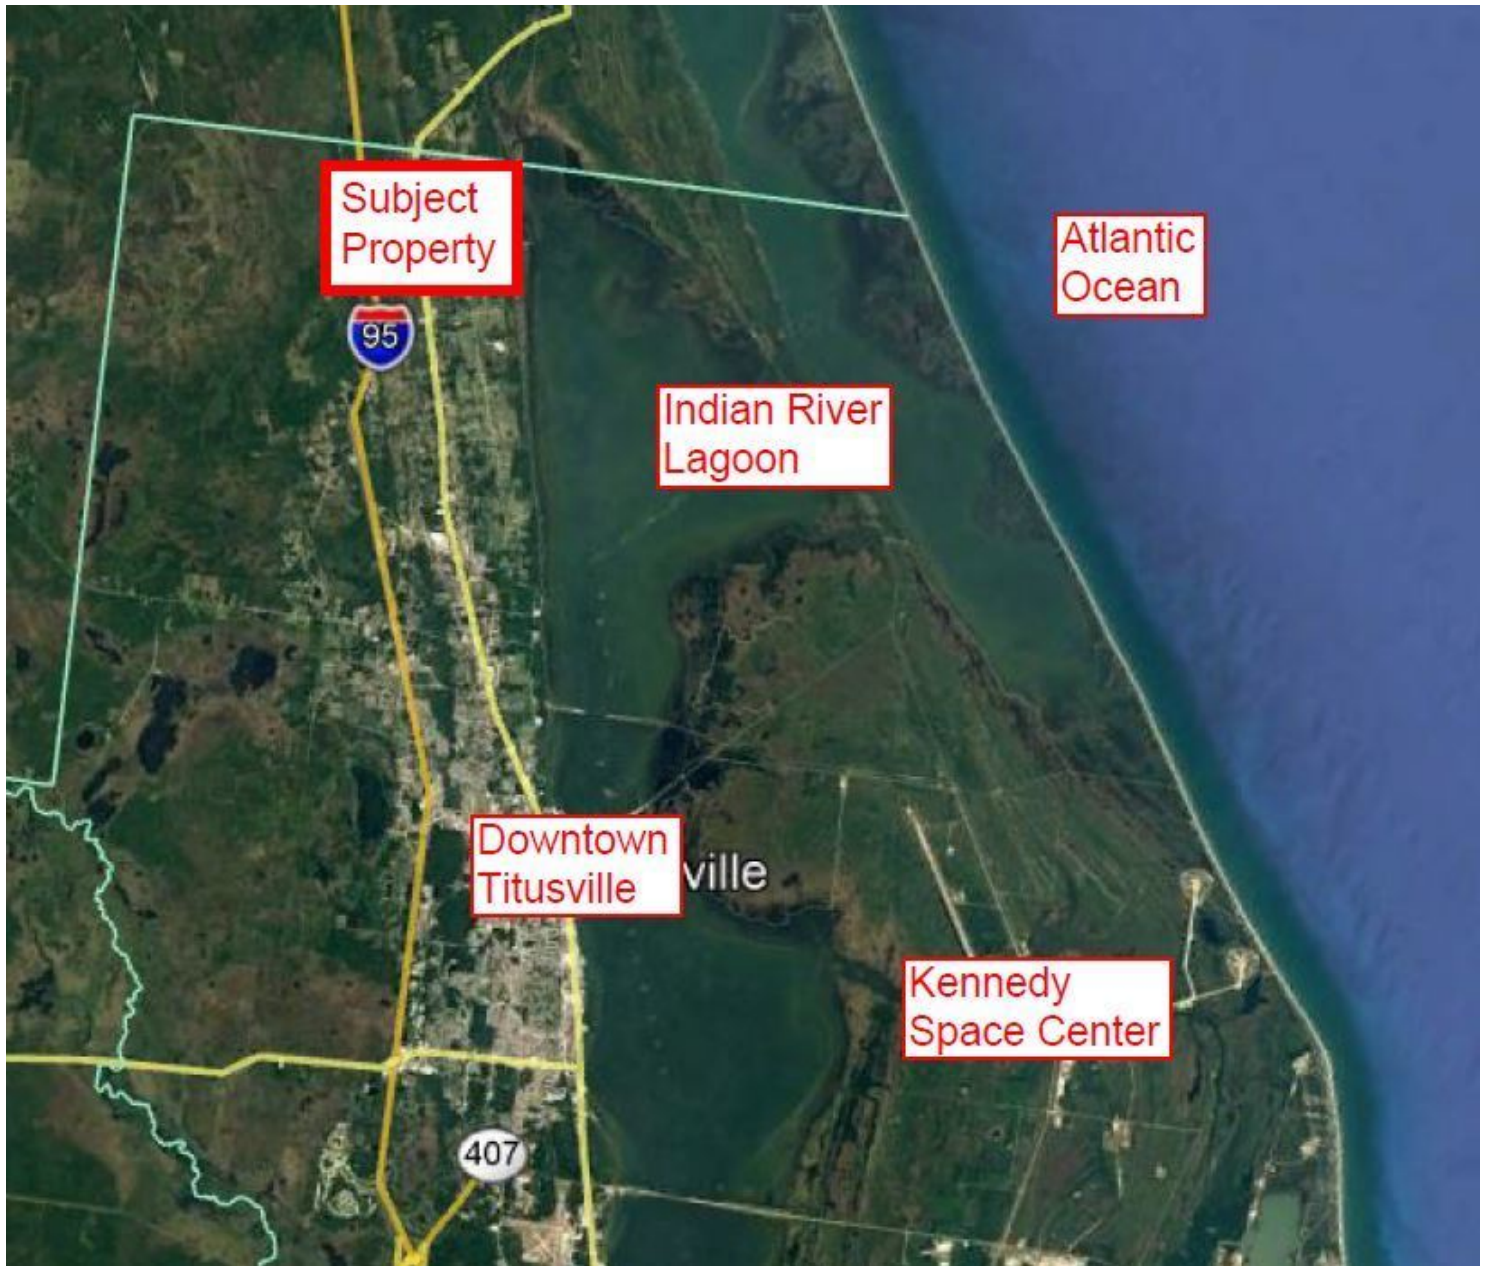 Subject
Property
Atlantic
Ocean
95
Indian River
Lagoon
Downtown
Titusville
ville
Kennedy
Space Center
407